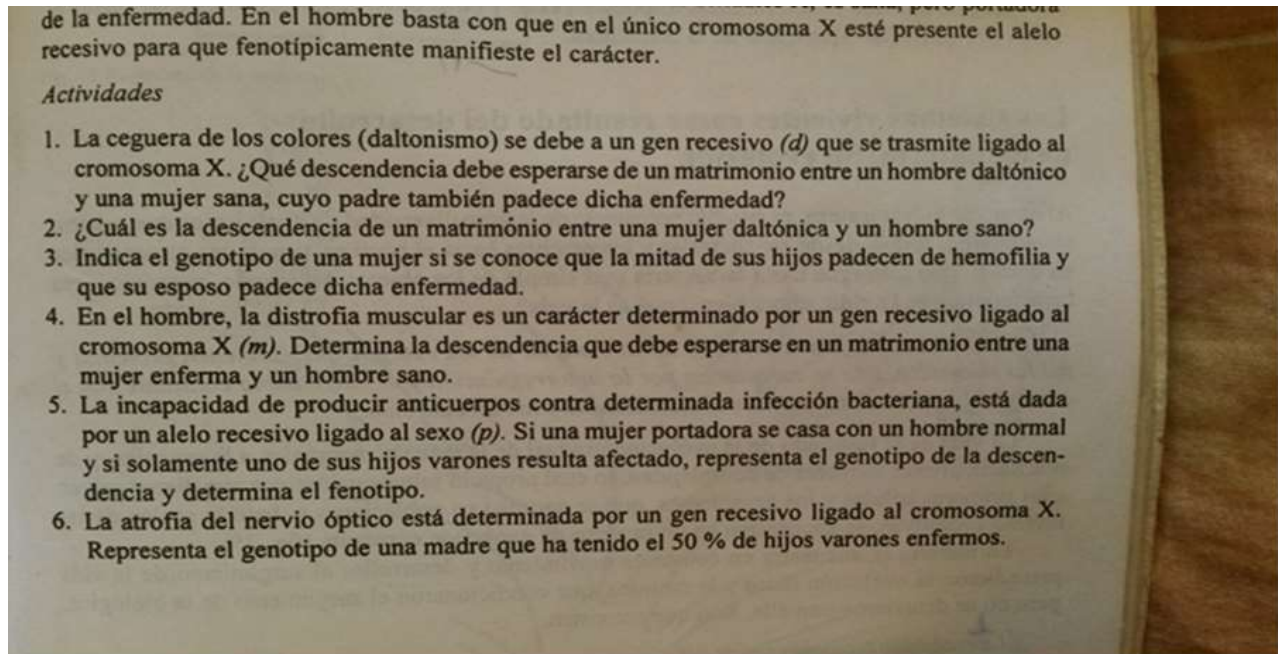 de la enfermedad. En el hombre basta con que en el único cromosoma X esté presente el alelo
recesivo para que fenotípicamente manifieste el carácter.
Actividades
1. La ceguera de los colores (daltonismo) se debe a un gen recesivo (d) que se trasmite ligado al
cromosoma X. ¿Qué descendencia debe esperarse de un matrimonio entre un hombre daltónico
y una mujer sana, cuyo padre también padece dicha enfermedad?
2. ¿Cuál es la descendencia de un matrimonio entre una mujer daltónica y un hombre sano?
3. Indica el genotipo de una mujer si se conoce que la mitad de sus hijos padecen de hemofilia y
que su esposo padece dicha enfermedad.
4. En el hombre, la distrofia muscular es un carácter determinado por un gen recesivo ligado al
cromosoma X (m). Determina la descendencia que debe esperarse en un matrimonio entre una
mujer enferma y un hombre sano.
5. La incapacidad de producir anticuerpos contra determinada infección bacteriana, está dada
por un alelo recesivo ligado al sexo (p). Si una mujer portadora se casa con un hombre normal
y si solamente uno de sus hijos varones resulta afectado, representa el genotipo de la descen-
dencia y determina el fenotipo.
6. La atrofia del nervio óptico está determinada por un gen recesivo ligado al cromosoma X.
Representa el genotipo de una madre que ha tenido el 50 % de hijos varones enfermos.